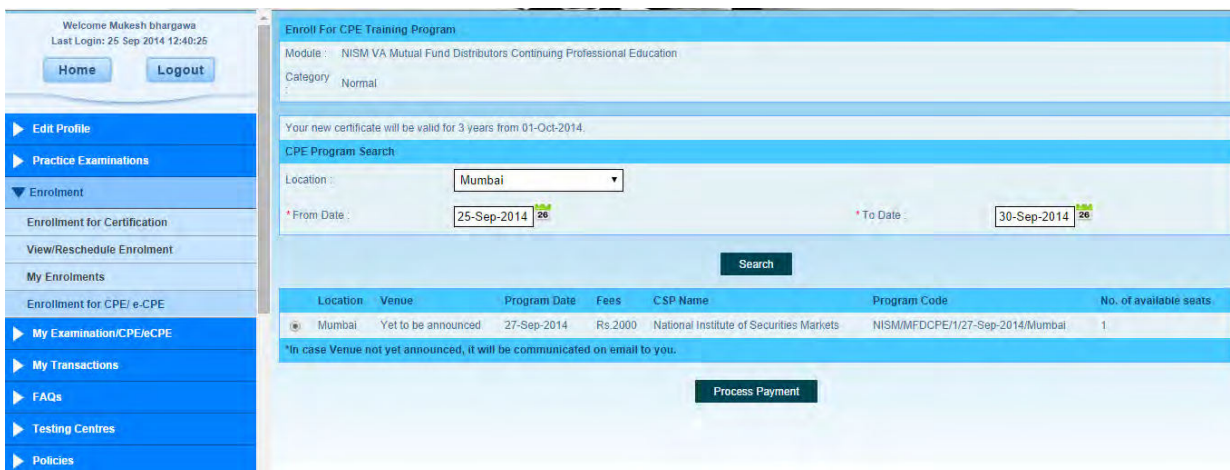 Welcome Mukesh bhargawa
Last Login: 25 Sep 2014 12:40:25
Home Logout
Edit Profile
Practice Examinations
Enrolment
Enrollment for Certification
View/Reschedule Enrolment
My Enrolments
Enrollment for CPE/ e-CPE
My Examination/CPE/eCPE
My Transactions
FAQs
Testing Centres
Policies
Enroll For CPE Training Program
Module : NISM VA Mutual Fund Distributors Continuing Professional Education
Category : Normal
Your new certificate will be valid for 3 years from 01-Oct-2014.
CPE Program Search
Location : Mumbai
* From Date : 25-Sep-2014 26 * To Date : 30-Sep-2014 26
Search
Location Venue Program Date Fees CSP Name Program Code No. of available seats
Mumbai Yet to be announced 27-Sep-2014 Rs.2000 National Institute of Securities Markets NISM/MFDCPE/1/27-Sep-2014/Mumbai 1
*In case Venue not yet announced, it will be communicated on email to you.
Process Payment